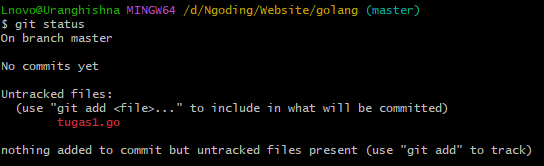 Lnovo@Uranghishna MINGW64 /d/Ngoding/Website/golang (master)
$ git status
On branch master
No commits yet
Untracked files:
  (use "git add <file>..." to include in what will be committed)
        tugas1.go
nothing added to commit but untracked files present (use "git add" to track)